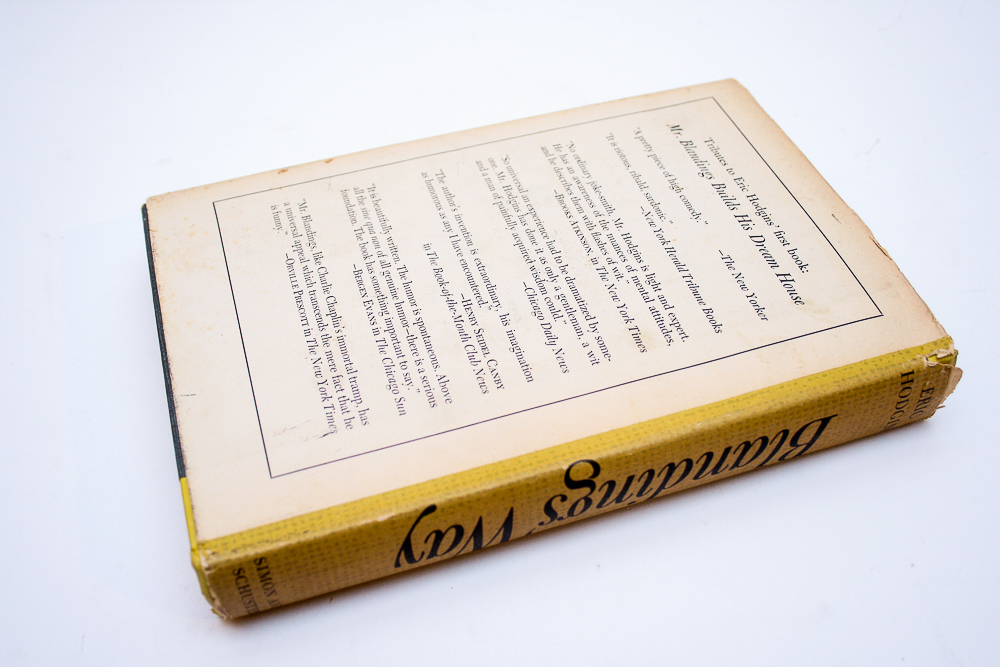 Tributes to Eric Hodgins' first book:
Mr. Blandings Builds His Dream House
"A pretty piece of high comedy."
—The New Yorker
"It is riotous, ribald, sardonic."
—New York Herald Tribune Books
"No ordinary joke-smith, Mr. Hodgins is light and expert.
He has an awareness of the nuances of mental attitudes,
and he describes them with flashes of wit."
—Brooks Atkinson, in The New York Times
"So universal an experience had to be dramatized by some-
one. Mr. Hodgins has done it as only a gentleman, a wit
and a man of painfully acquired wisdom could."
—Chicago Daily News
"The author's invention is extraordinary, his imagination
as humorous as any I have encountered."
—Henry Seidel Canby
in The Book-of-the-Month Club News
"It is beautifully written. The humor is spontaneous. Above
all the sine qua non of all genuine humor—there is a serious
foundation. The book has something important to say."
—Bergen Evans in The Chicago Sun
"Mr. Blandings, like Charlie Chaplin's immortal tramp, has
a universal appeal which transcends the mere fact that he
is funny."
—Orville Prescott in The New York Times
ERIC
HODGI
Blandings' Way
SIMON A
SCHUSTE